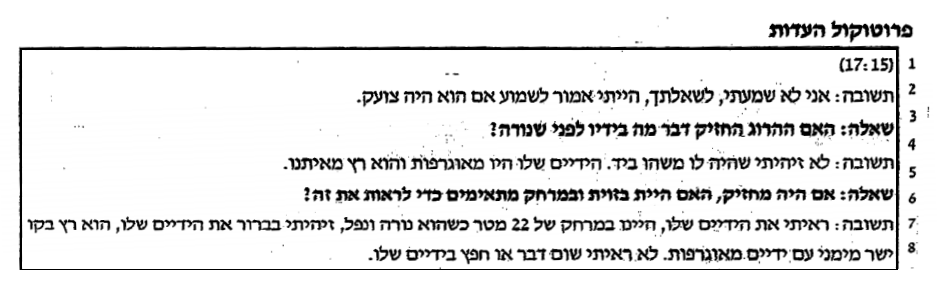 פרוטוקול העדות
1 (17:15)
2 תשובה: אני לא שמעתי, לשאלתך, הייתי אמור לשמוע אם הוא היה צועק.
3 שאלה: האם ההרוג החזיק דבר מה בידיו לפני שנורה?
4 תשובה: לא זיהיתי שהיה לו משהו ביד. הידיים שלו היו מאוגרפות והוא רץ מאיתנו.
5 שאלה: אם היה מחזיק, האם היית בזוית ובמרחק מתאימים כדי לראות את זה?
6
7 תשובה: ראיתי את הידיים שלו, היינו במרחק של 22 מטר כשהוא נורה ונפל, זיהיתי בברור את הידיים שלו, הוא רץ בקו
8 ישר מימני עם ידיים מאוגרפות. לא ראיתי שום דבר או חפץ בידיים שלו.